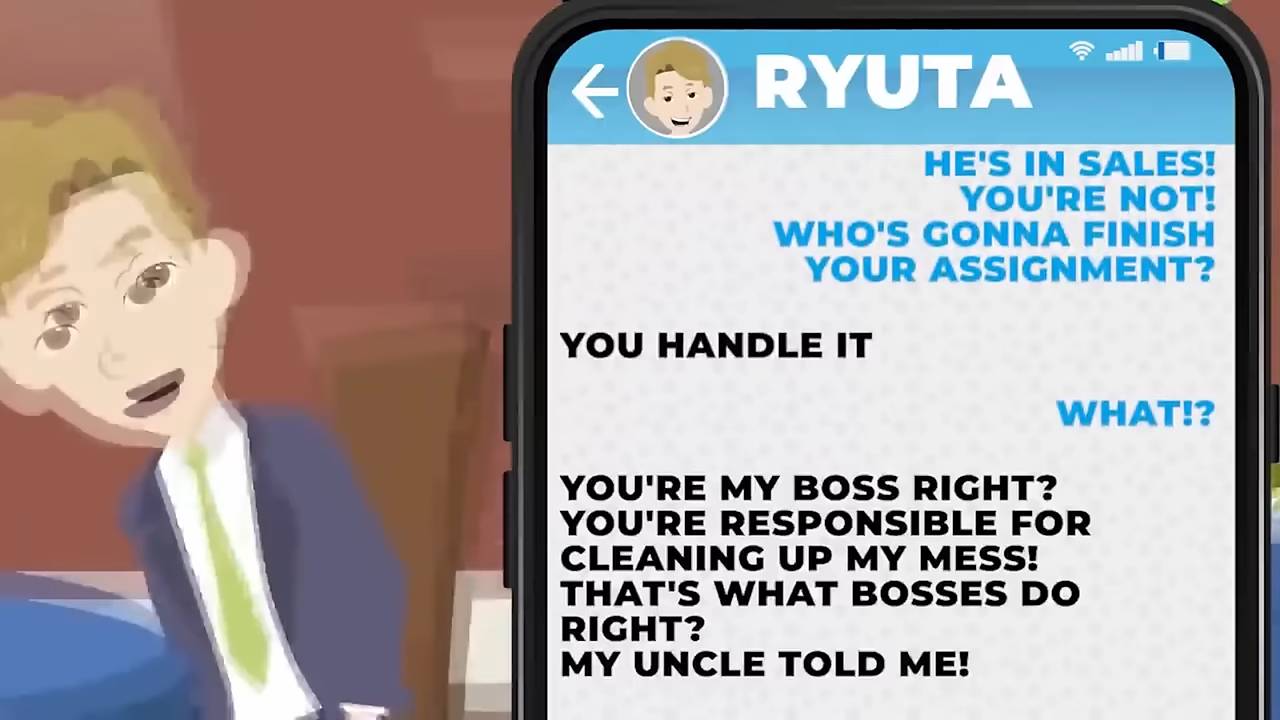 RYUTA
HE'S IN SALES!
YOU'RE NOT!
WHO'S GONNA FINISH
YOUR ASSIGNMENT?
YOU HANDLE IT
WHAT!?
YOU'RE MY BOSS RIGHT?
YOU'RE RESPONSIBLE FOR
CLEANING UP MY MESS!
THAT'S WHAT BOSSES DO
RIGHT?
MY UNCLE TOLD ME!